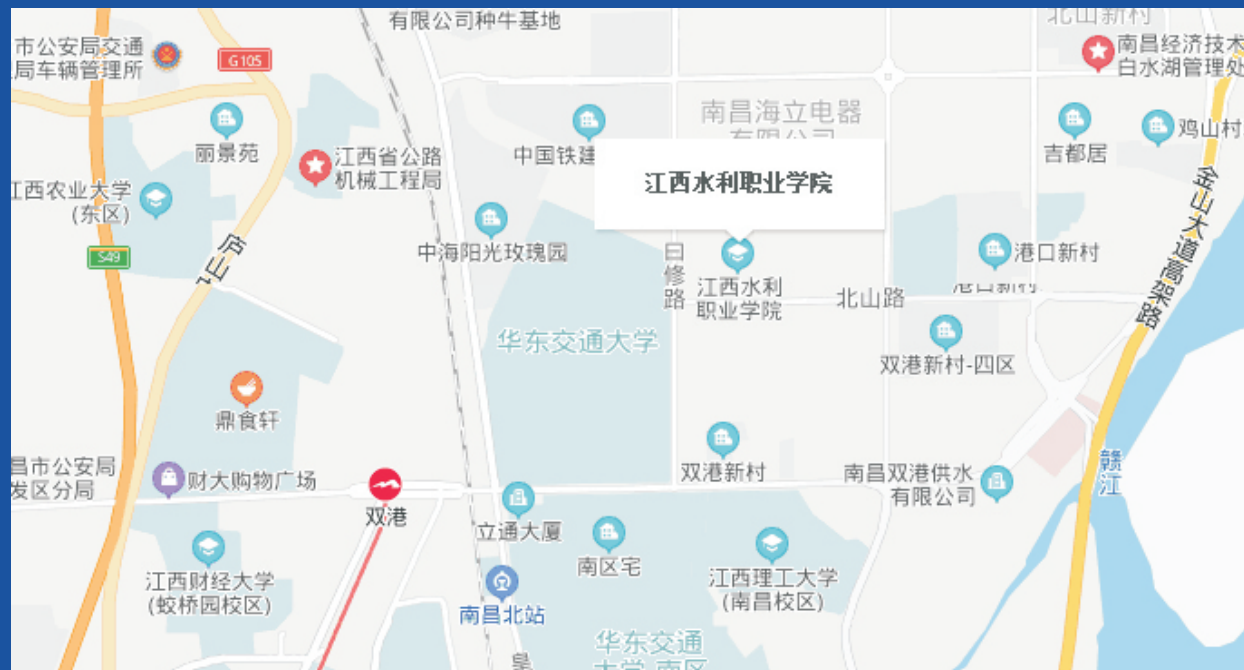 有限公司种牛基地
北山新村
市公安局交通
局车辆管理所
G105
南昌经济技术
白水湖管理处
丽景苑
江西省公路
机械工程局
中国铁建
南昌海立电器
有限公司
吉都居
鸡山村
江西水利职业学院
江西农业大学
(东区)
S49
庐山
中海阳光玫瑰园
江西水利
职业学院
港口新村
港口新村
金山大道高架路
北山路
华东交通大学
双港新村-四区
鼎食轩
昌市公安局
发区分局
财大购物广场
双港
双港新村
南昌双港供水
有限公司
赣江
立通大厦
南区宅
江西财经大学
(蛟桥园校区)
江西理工大学
(南昌校区)
南昌北站
华东交通
大学-南区